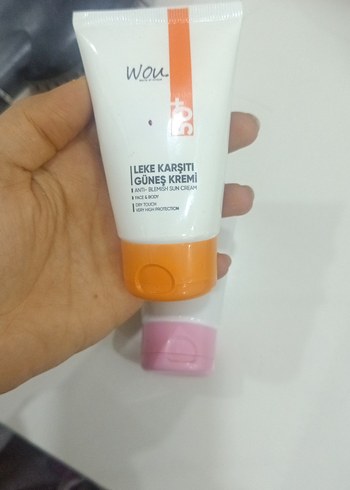 Wou
50+
LEKE KARŞITI
GÜNEŞ KREMİ
ANTI- BLEMISH SUN CREAM
FACE & BODY
DRY TOUCH
VERY HIGH PROTECTION